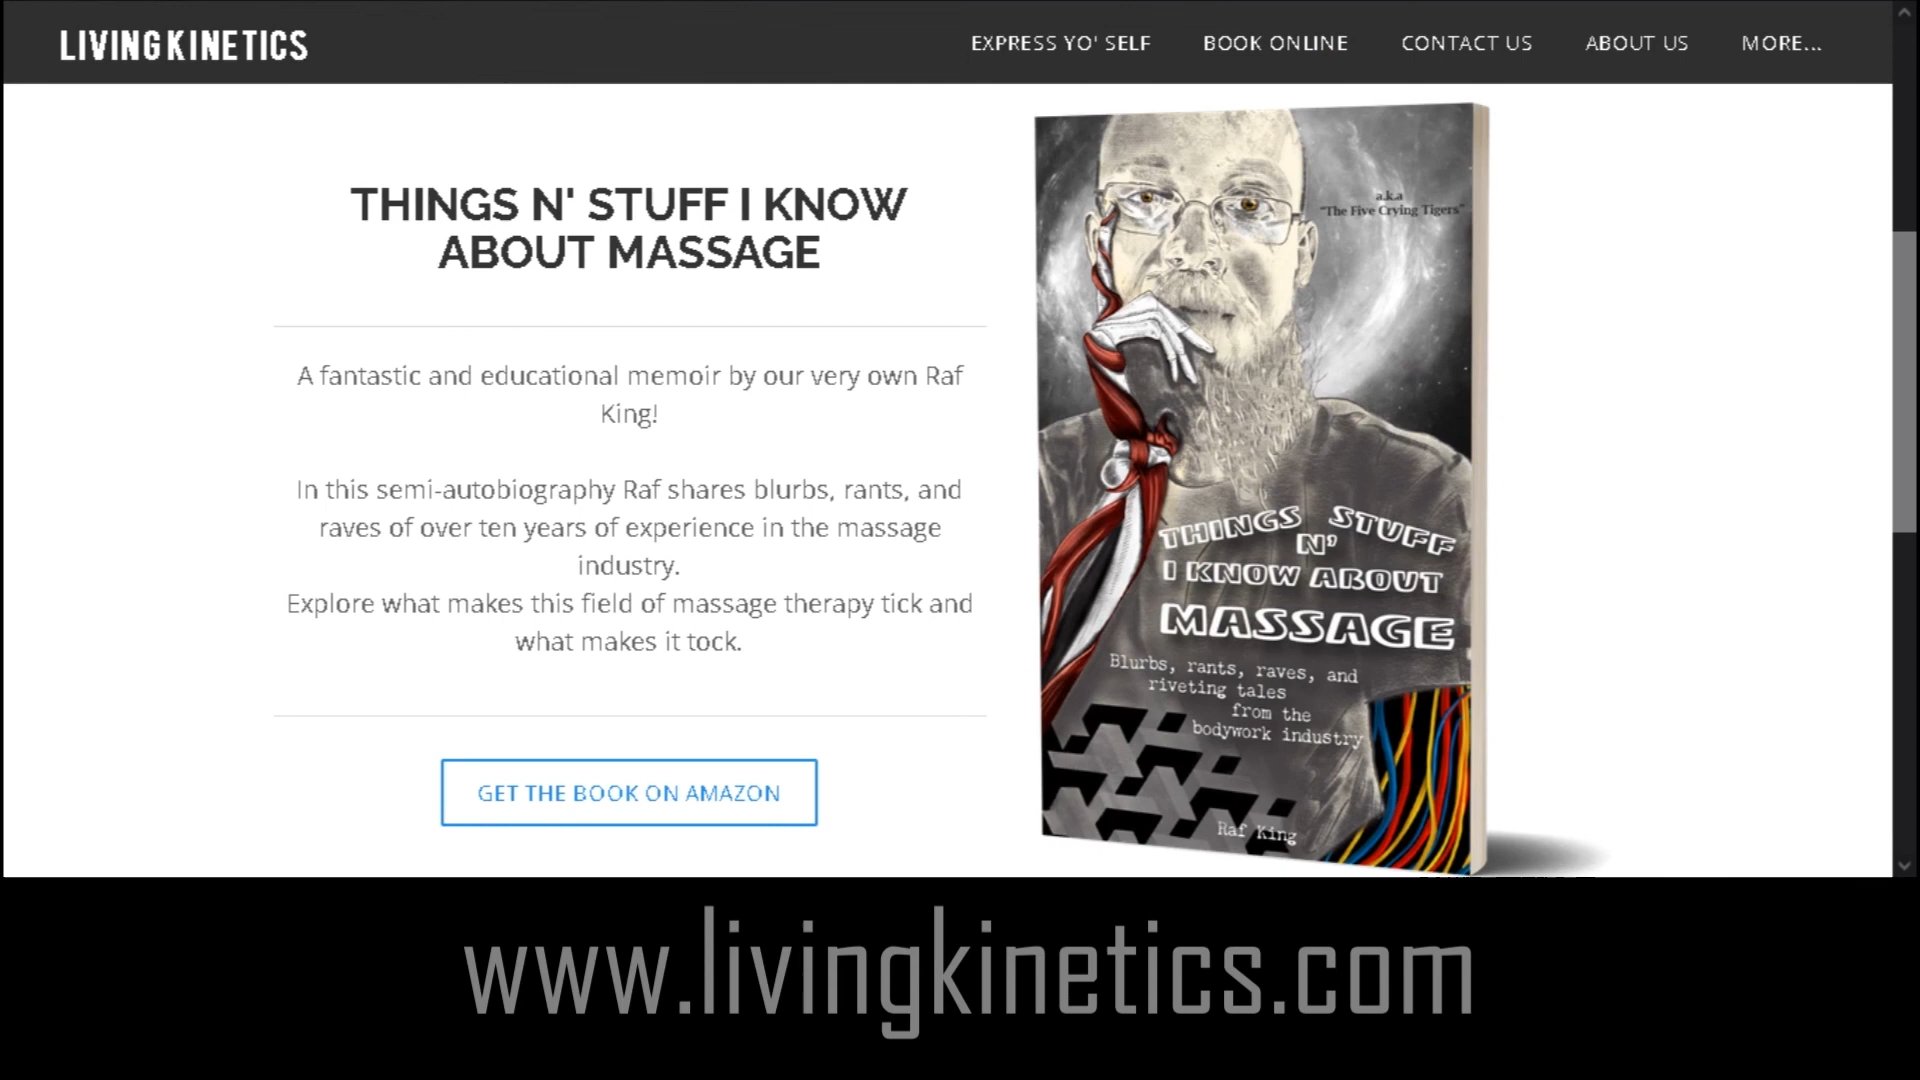 LIVINGKINETICS
EXPRESS YO' SELF
BOOK ONLINE
CONTACT US
ABOUT US
MORE...
THINGS N' STUFF I KNOW
ABOUT MASSAGE
A fantastic and educational memoir by our very own Raf
King!
In this semi-autobiography Raf shares blurbs, rants, and
raves of over ten years of experience in the massage
industry.
Explore what makes this field of massage therapy tick and
what makes it tock.
GET THE BOOK ON AMAZON
a.k.a
"The Five Crying Tigers"
THINGS STUFF
N'
I KNOW ABOUT
MASSAGE
Blurbs, rants, raves, and
riveting tales
from the
bodywork industry
Raf King
www.livingkinetics.com